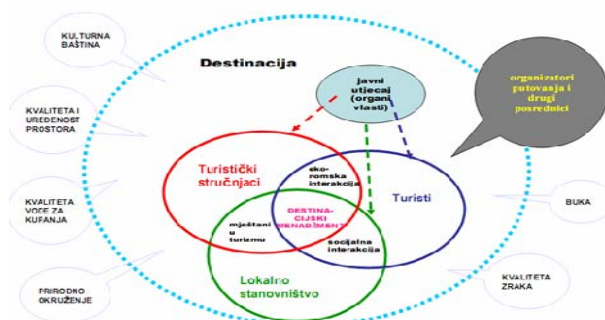 KULTURNA
BAŠTINA
Destinacija
javni
utjecaj
(organi
vlasti)
organizatori
putovanja i
drugi
posrednici
KVALITETA I
UREĐENOST
PROSTORA
Turistički
stručnjaci
eko-
nomska
interakcija
Turisti
KVALITETA
VODE ZA
KUPANJA
DESTINA-
CIJSKI
MENADŽMENT
mještani
u
turizmu
socijalna
interakcija
BUKA
Lokalno
stanovništvo
PRIRODNO
OKRUŽENJE
KVALITETA
ZRAKA